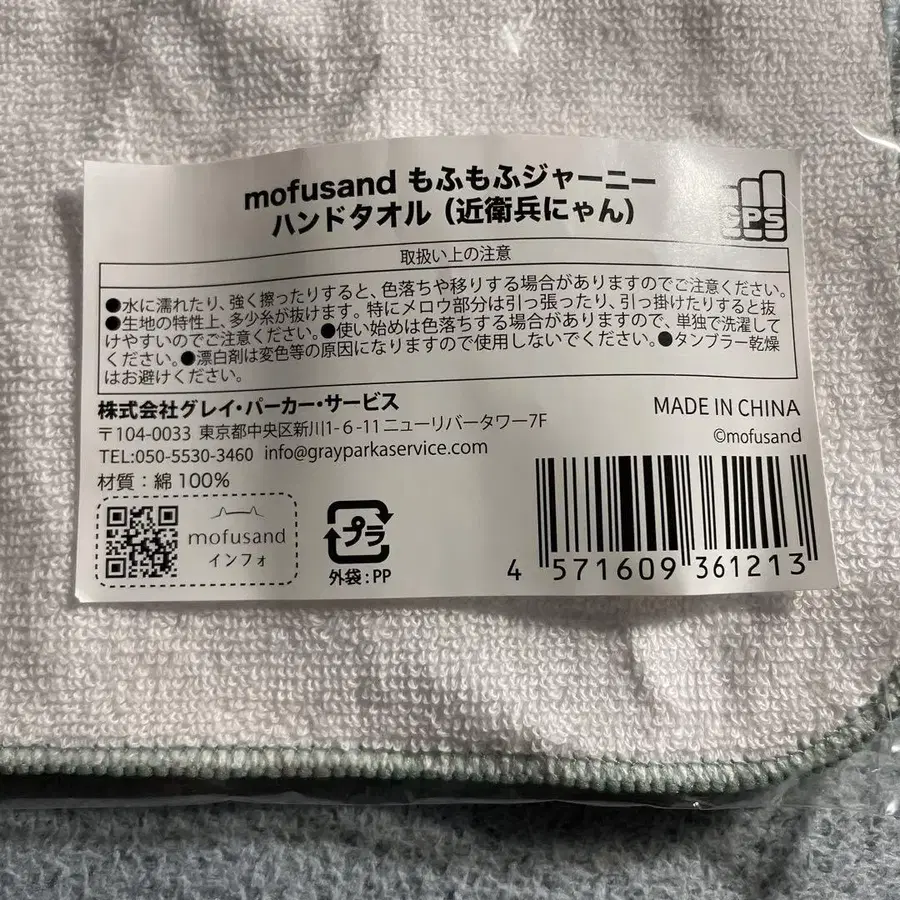 mofusand もふもふジャーニー
ハンドタオル（近衛兵にゃん）
GPS
取扱い上の注意
●水に濡れたり、強く擦ったりすると、色落ちや移りする場合がありますのでご注意ください。
●生地の特性上、多少糸が抜けます。特にメロウ部分は引っ張ったり、引っ掛けたりすると抜
けやすいのでご注意ください。●使い始めは色落ちする場合がありますので、単独で洗濯して
ください。●漂白剤は変色等の原因になりますので使用しないでください。●タンブラー乾燥
はお避けください。
株式会社グレイ・パーカー・サービス
〒104-0033 東京都中央区新川1-6-11ニューリバータワー7F
TEL:050-5530-3460 info@grayparkaservice.com
材質：綿100%
MADE IN CHINA
©mofusand
mofusand
インフォ
プラ
外袋：PP
4 571609 361213